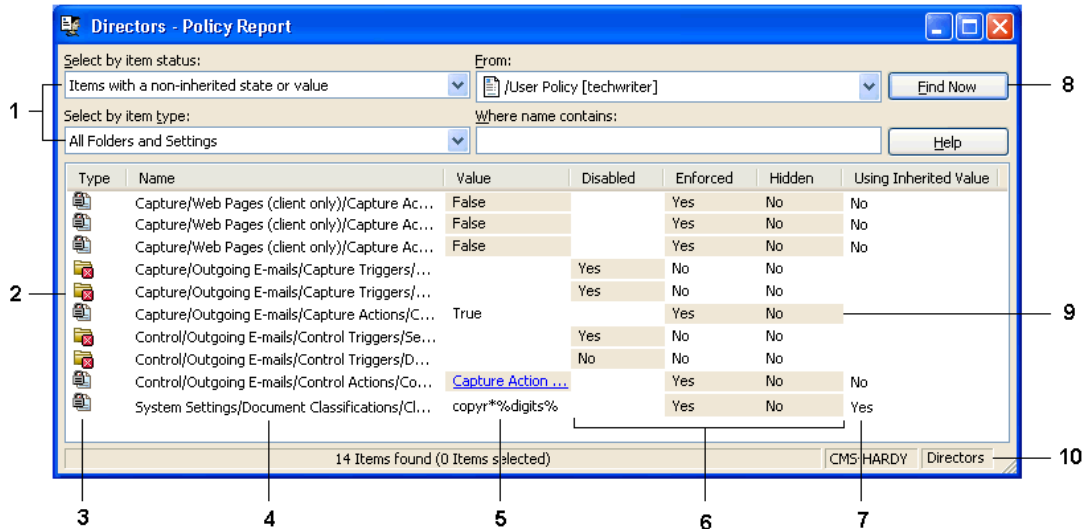 Directors - Policy Report
Select by item status: From:
Items with a non-inherited state or value /User Policy [techwriter] Find Now 8
1
Select by item type: Where name contains:
All Folders and Settings Help
Type Name Value Disabled Enforced Hidden Using Inherited Value
Capture/Web Pages (client only)/Capture Ac... False Yes No No
Capture/Web Pages (client only)/Capture Ac... False Yes No No
Capture/Web Pages (client only)/Capture Ac... False Yes No No
Capture/Outgoing E-mails/Capture Triggers/... Yes No No
2 Capture/Outgoing E-mails/Capture Triggers/... Yes No No
Capture/Outgoing E-mails/Capture Actions/C... True Yes No 9
Control/Outgoing E-mails/Control Triggers/Se... Yes No No
Control/Outgoing E-mails/Control Triggers/D... No No No
Control/Outgoing E-mails/Control Actions/Co... Capture Action ... Yes No No
System Settings/Document Classifications/Cl... copyr*%digits% Yes No Yes
14 Items found (0 Items selected) CMS-HARDY Directors 10
3 4 5 6 7